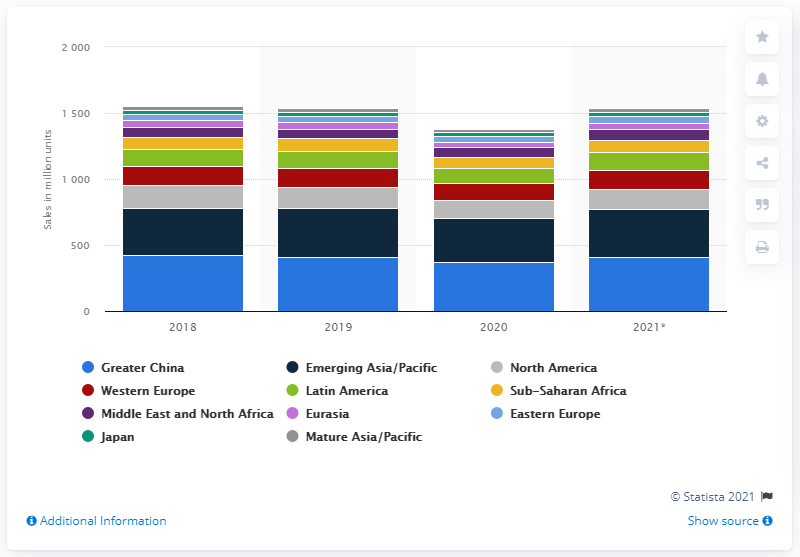 2 000
1 500
1 000
500
0
Sales in million units
2018 2019 2020 2021*
Greater China Emerging Asia/Pacific North America
Western Europe Latin America Sub-Saharan Africa
Middle East and North Africa Eurasia Eastern Europe
Japan Mature Asia/Pacific
© Statista 2021
Additional Information Show source